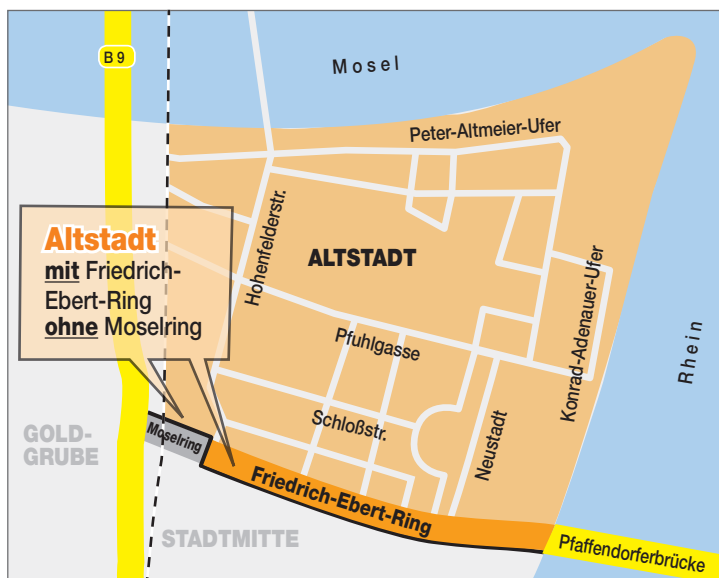 B 9
Mosel
Peter-Altmeier-Ufer
Altstadt
mit Friedrich-
Ebert-Ring
ohne Moselring
Hohenfelderstr.
ALTSTADT
Konrad-Adenauer-Ufer
Rhein
Pfuhlgasse
Schloßstr.
Neustadt
GOLD-
GRUBE
Moselring
Friedrich-Ebert-Ring
STADTMITTE
Pfaffendorferbrücke